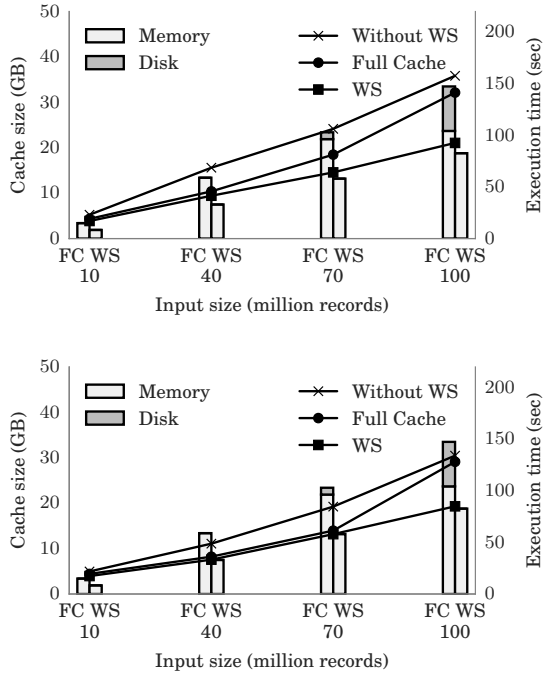 50
40
30
20
10
0
Cache size (GB)
Memory
Disk
Without WS
Full Cache
WS
200
150
100
50
0
Execution time (sec)
FC WS FC WS FC WS FC WS
10 40 70 100
Input size (million records)
50
40
30
20
10
0
Cache size (GB)
Memory
Disk
Without WS
Full Cache
WS
200
150
100
50
0
Execution time (sec)
FC WS FC WS FC WS FC WS
10 40 70 100
Input size (million records)